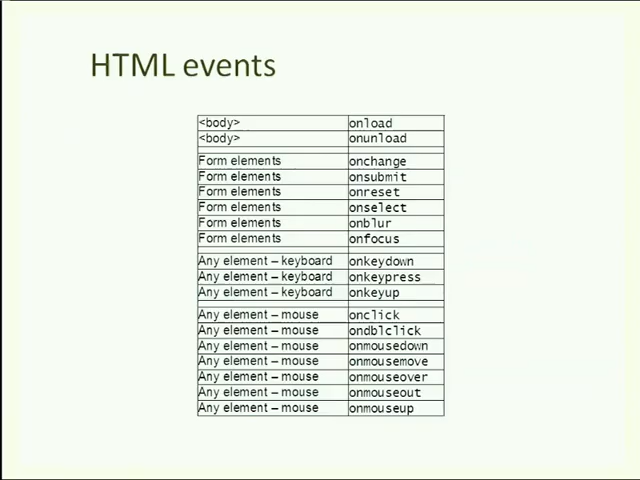 HTML events
<body> onload
<body> onunload
Form elements onchange
Form elements onsubmit
Form elements onreset
Form elements onselect
Form elements onblur
Form elements onfocus
Any element – keyboard onkeydown
Any element – keyboard onkeypress
Any element – keyboard onkeyup
Any element – mouse onclick
Any element – mouse ondblclick
Any element – mouse onmousedown
Any element – mouse onmousemove
Any element – mouse onmouseover
Any element – mouse onmouseout
Any element – mouse onmouseup